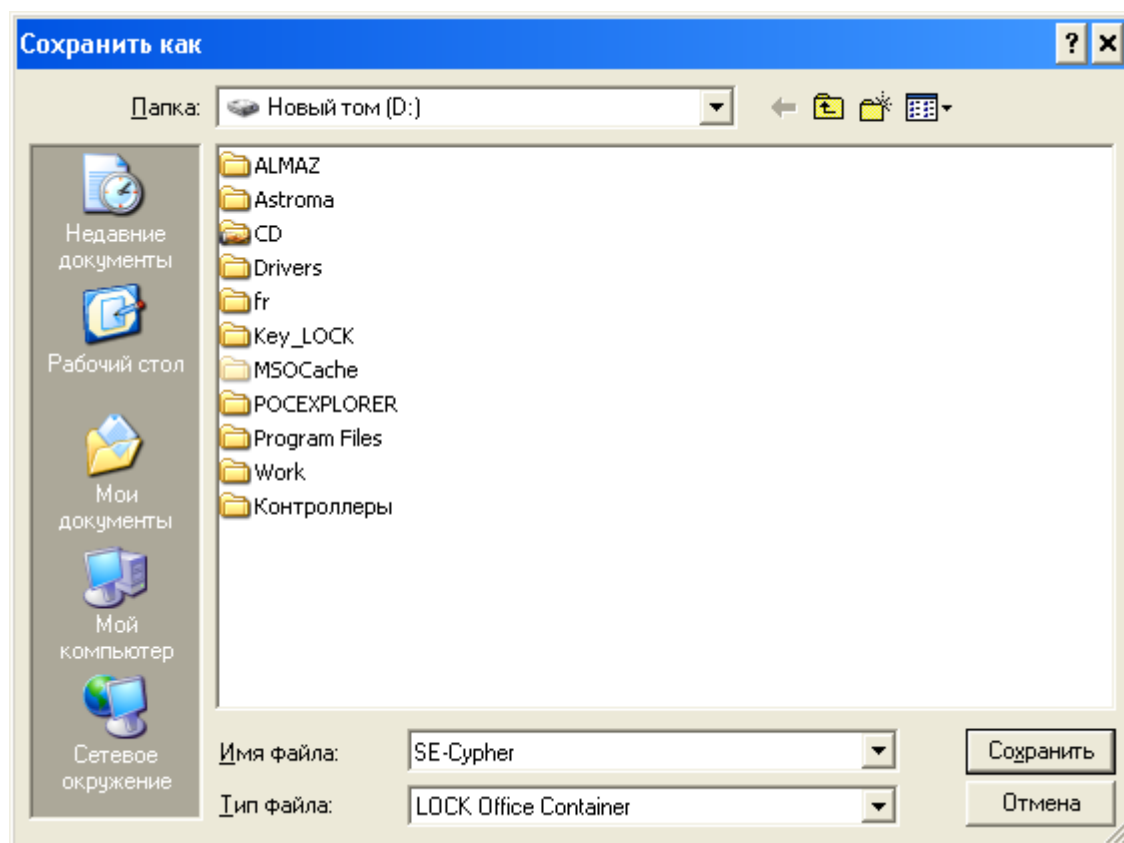 Сохранить как
Папка:
Новый том (D:)
Недавние
документы
Рабочий стол
Мои
документы
Мой
компьютер
Сетевое
окружение
ALMAZ
Astroma
CD
Drivers
fr
Key_LOCK
MSOCache
POCEXPLORER
Program Files
Work
Контроллеры
Имя файла:
SE-Cypher
Сохранить
Тип файла:
LOCK Office Container
Отмена